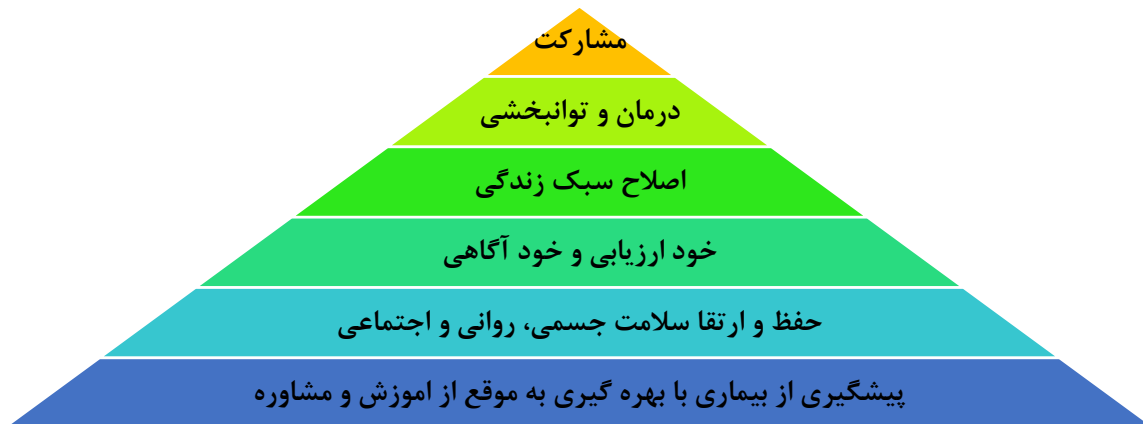 مشارکت
درمان و توانبخشی
اصلاح سبک زندگی
خود ارزیابی و خود آگاهی
حفظ و ارتقا سلامت جسمی، روانی و اجتماعی
پیشگیری از بیماری با بهره گیری به موقع از اموزش و مشاوره